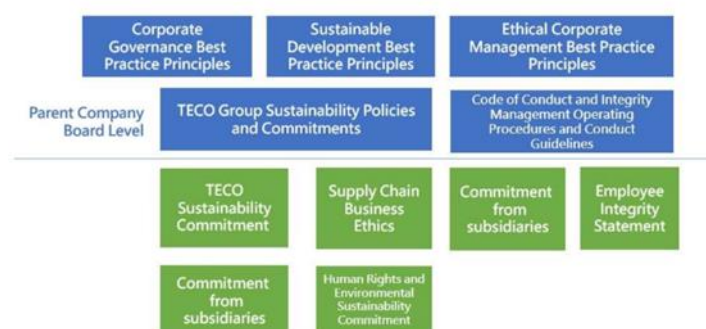 Corporate
Governance Best
Practice Principles
Sustainable
Development Best
Practice Principles
Ethical Corporate
Management Best Practice
Principles
Parent Company
Board Level
TECO Group Sustainability Policies
and Commitments
Code of Conduct and Integrity
Management Operating
Procedures and Conduct
Guidelines
TECO
Sustainability
Commitment
Supply Chain
Business
Ethics
Commitment
from
subsidiaries
Employee
Integrity
Statement
Commitment
from
subsidiaries
Human Rights and
Environmental
Sustainability
Commitment